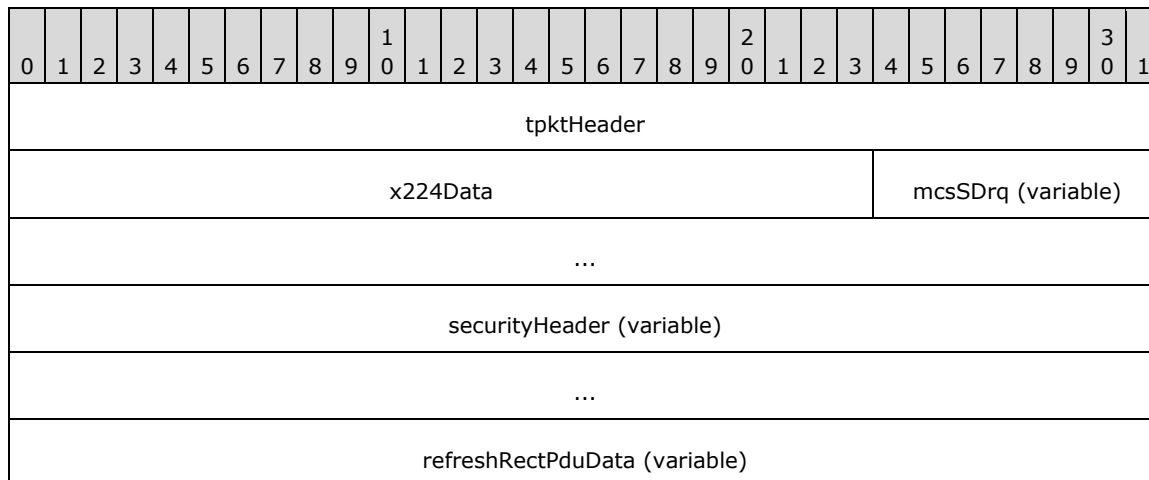 1 2 3
0 1 2 3 4 5 6 7 8 9 0 1 2 3 4 5 6 7 8 9 0 1 2 3 4 5 6 7 8 9 0 1
tpktHeader
x224Data mcsSDrq (variable)
...
securityHeader (variable)
...
refreshRectPduData (variable)